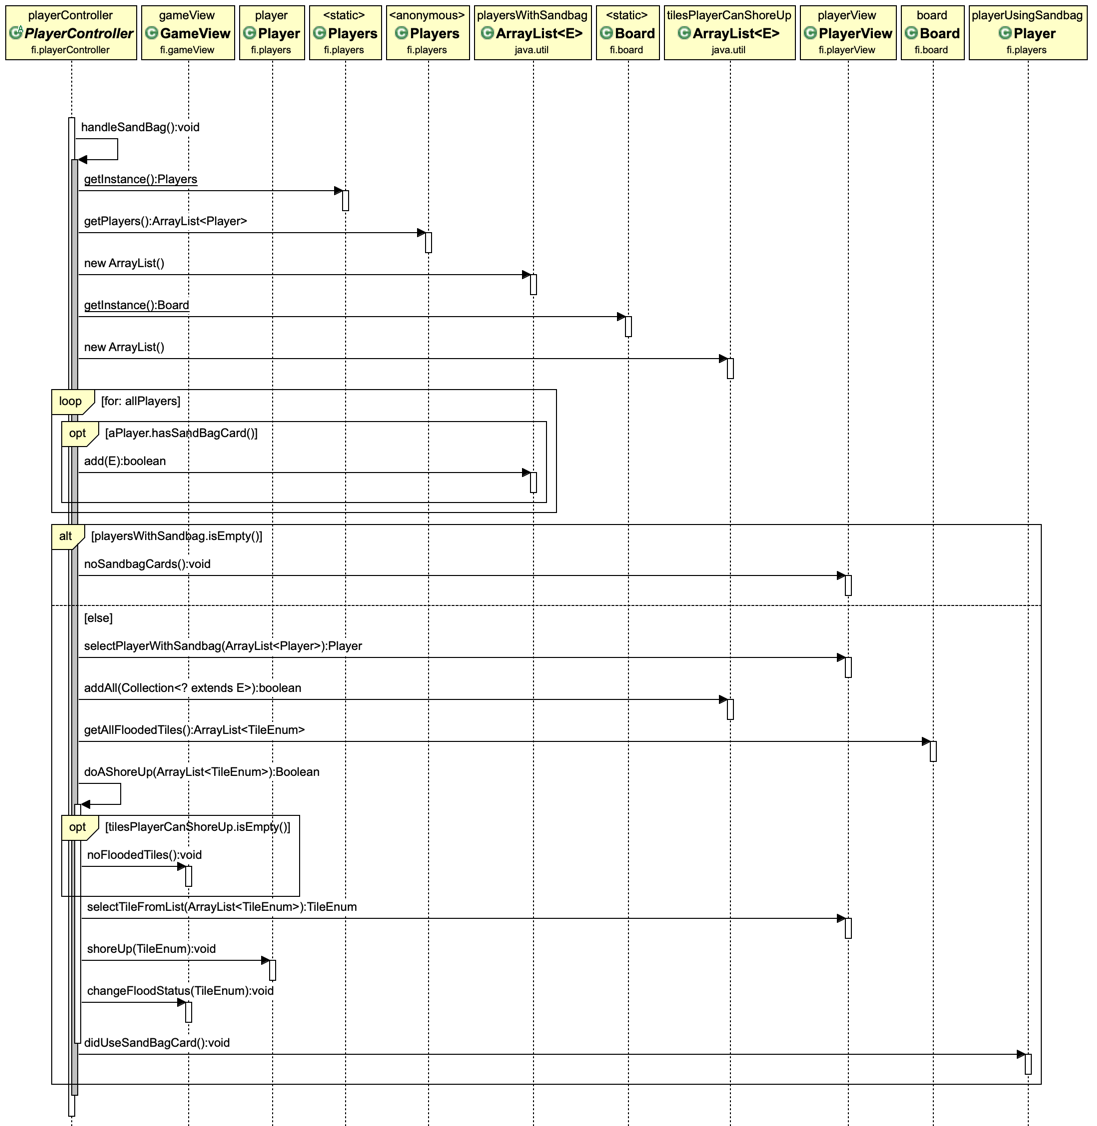 playerController
PlayerController
fi.playerController
gameView
GameView
fi.gameView
player
Player
fi.players
<static>
Players
fi.players
<anonymous>
Players
fi.players
playersWithSandbag
ArrayList<E>
java.util
<static>
Board
fi.board
tilesPlayerCanShoreUp
ArrayList<E>
java.util
playerView
PlayerView
fi.playerView
board
Board
fi.board
playerUsingSandbag
Player
fi.players
handleSandBag():void
getInstance():Players
getPlayers():ArrayList<Player>
new ArrayList()
getInstance():Board
new ArrayList()
loop [for: allPlayers]
opt [aPlayer.hasSandBagCard()]
add(E):boolean
alt [playersWithSandbag.isEmpty()]
noSandbagCards():void
[else]
selectPlayerWithSandbag(ArrayList<Player>):Player
addAll(Collection<? extends E>):boolean
getAllFloodedTiles():ArrayList<TileEnum>
doAShoreUp(ArrayList<TileEnum>):Boolean
opt [tilesPlayerCanShoreUp.isEmpty()]
noFloodedTiles():void
selectTileFromList(ArrayList<TileEnum>):TileEnum
shoreUp(TileEnum):void
changeFloodStatus(TileEnum):void
didUseSandBagCard():void